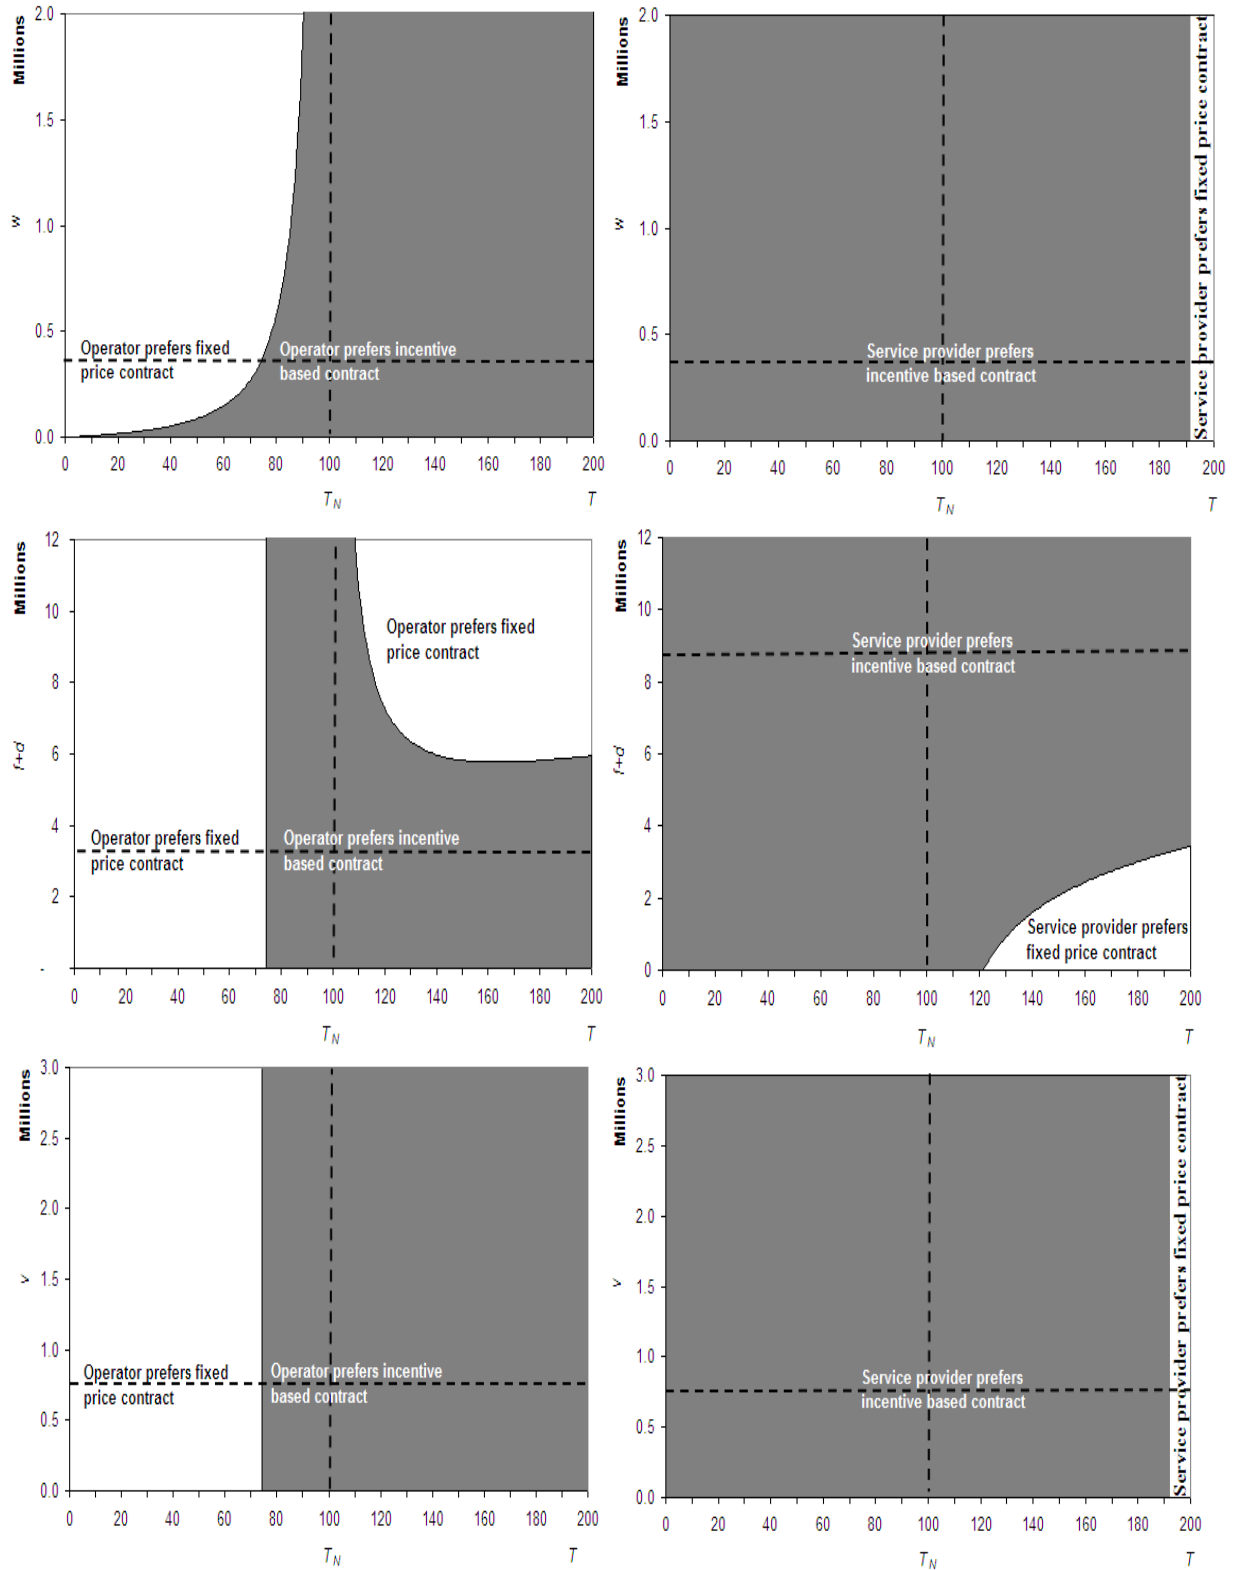 2.0
1.5
1.0
0.5
0.0
Millions
w
Operator prefers fixed
price contract
Operator prefers incentive
based contract
0 20 40 60 80 100 120 140 160 180 200
T N T
2.0
1.5
1.0
0.5
0.0
Millions
w
Service provider prefers
incentive based contract
Service provider prefers fixed price contract
0 20 40 60 80 100 120 140 160 180 200
T N T
12
10
8
6
4
2
-
Millions
f+d
Operator prefers fixed
price contract
Operator prefers fixed
price contract
Operator prefers incentive
based contract
0 20 40 60 80 100 120 140 160 180 200
T N T
12
10
8
6
4
2
0
Millions
f+d
Service provider prefers
incentive based contract
Service provider prefers
fixed price contract
0 20 40 60 80 100 120 140 160 180 200
T N T
3.0
2.5
2.0
1.5
1.0
0.5
0.0
Millions
v
Operator prefers fixed
price contract
Operator prefers incentive
based contract
0 20 40 60 80 100 120 140 160 180 200
T N T
3.0
2.5
2.0
1.5
1.0
0.5
0.0
Millions
v
Service provider prefers
incentive based contract
Service provider prefers fixed price contract
0 20 40 60 80 100 120 140 160 180 200
T N T